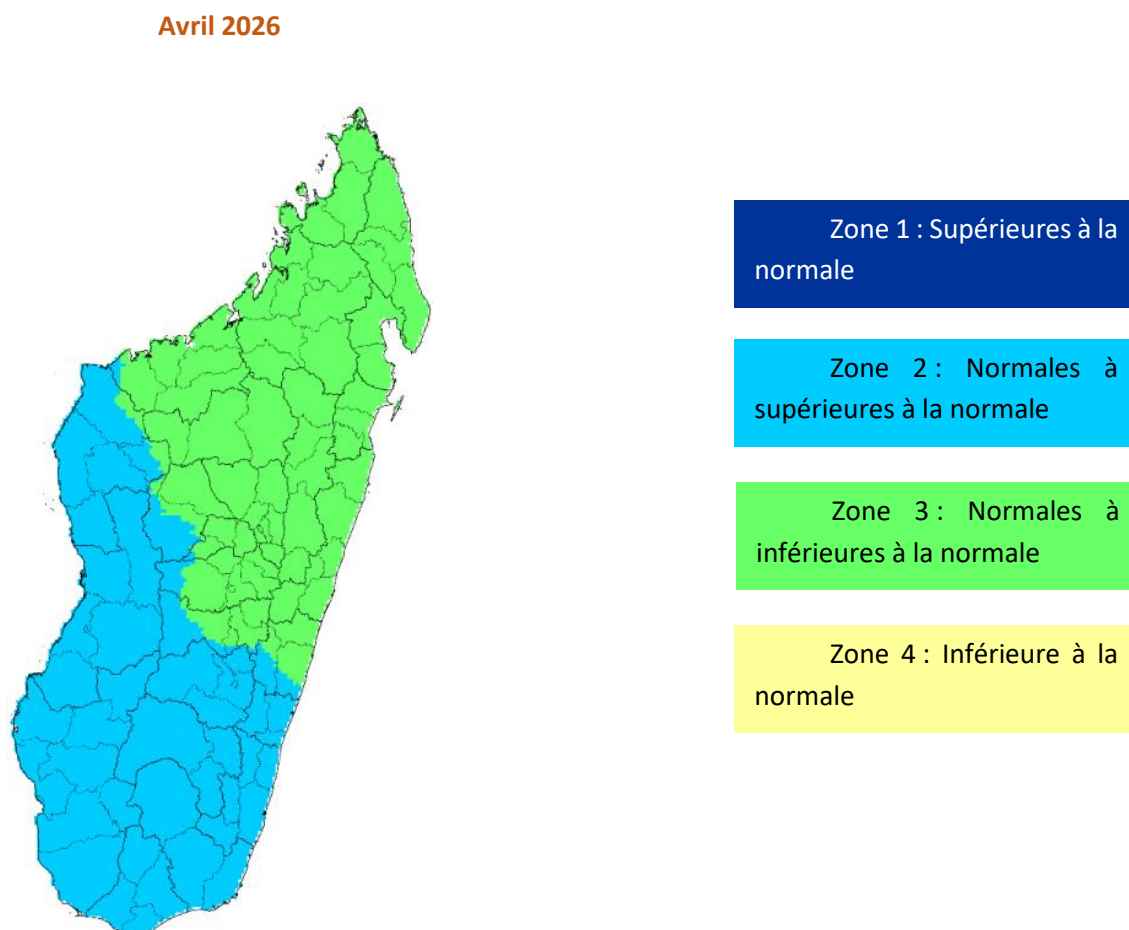 Avril 2026
Zone 1 : Supérieures à la
normale
Zone 2 : Normales à
supérieures à la normale
Zone 3 : Normales à
inférieures à la normale
Zone 4 : Inférieure à la
normale